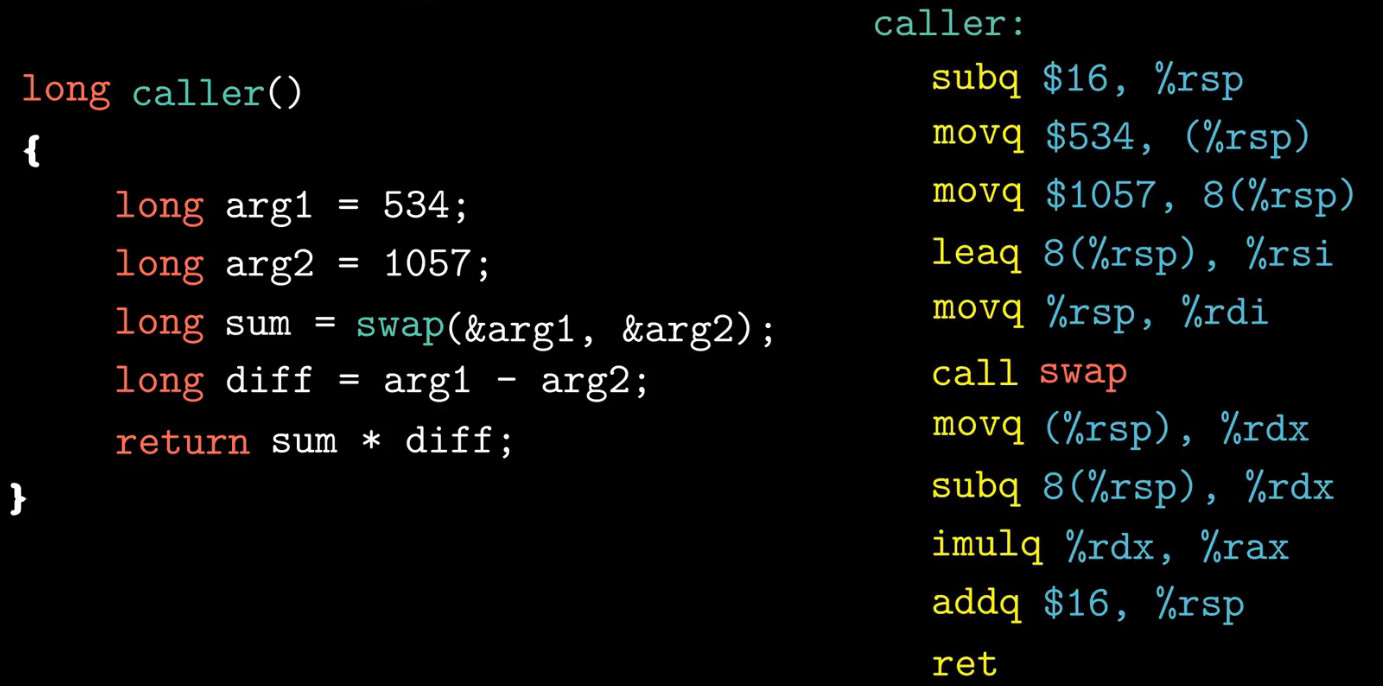 long caller()
{
long arg1 = 534;
long arg2 = 1057;
long sum = swap(&arg1, &arg2);
long diff = arg1 - arg2;
return sum * diff;
}
caller:
subq $16, %rsp
movq $534, (%rsp)
movq $1057, 8(%rsp)
leaq 8(%rsp), %rsi
movq %rsp, %rdi
call swap
movq (%rsp), %rdx
subq 8(%rsp), %rdx
imulq %rdx, %rax
addq $16, %rsp
ret